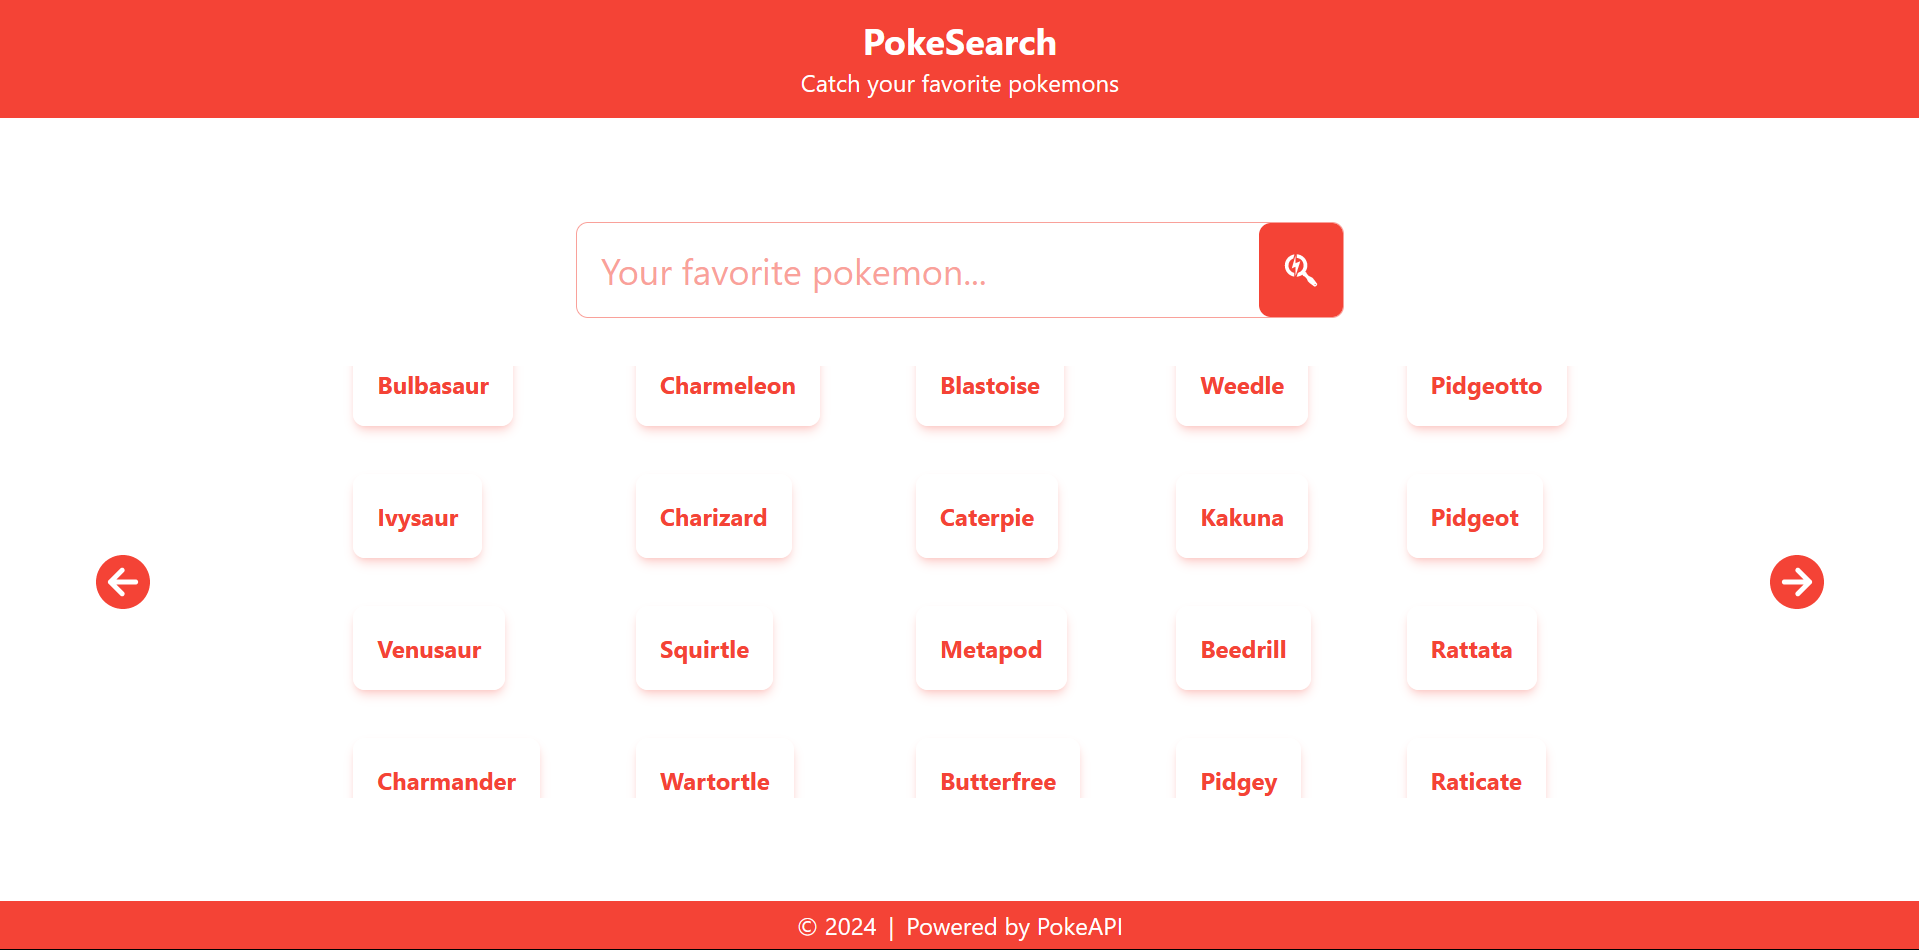 PokeSearch
Catch your favorite pokemons
Your favorite pokemon...
Bulbasaur Charmeleon Blastoise Weedle Pidgeotto
Ivysaur Charizard Caterpie Kakuna Pidgeot
Venusaur Squirtle Metapod Beedrill Rattata
Charmander Wartortle Butterfree Pidgey Raticate
© 2024 | Powered by PokeAPI